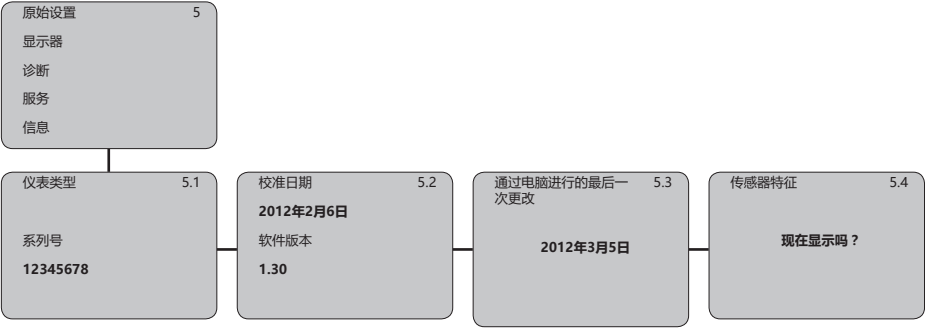 原始设置 5
显示器
诊断
服务
信息
仪表类型 5.1
系列号
12345678
校准日期 5.2
2012年2月6日
软件版本
1.30
通过电脑进行的最后一 5.3
次更改
2012年3月5日
传感器特征 5.4
现在显示吗？